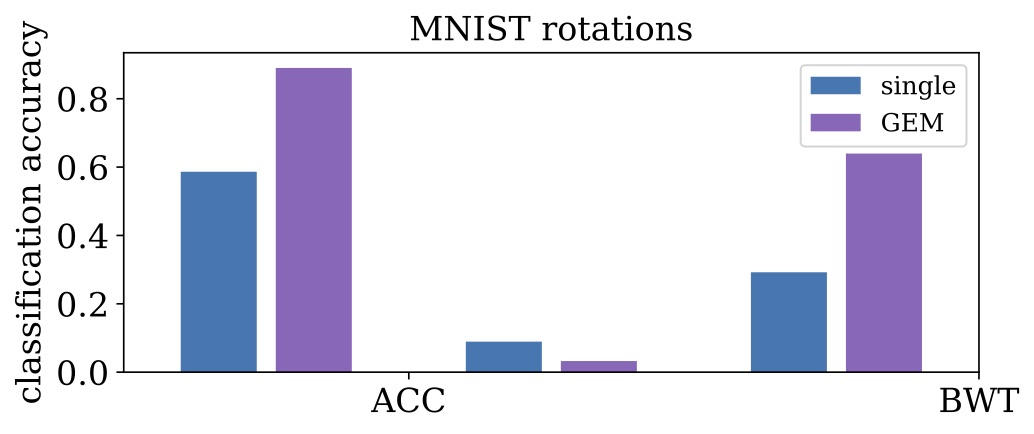 MNIST rotations
classification accuracy
0.8
0.6
0.4
0.2
0.0
single
GEM
ACC
BWT